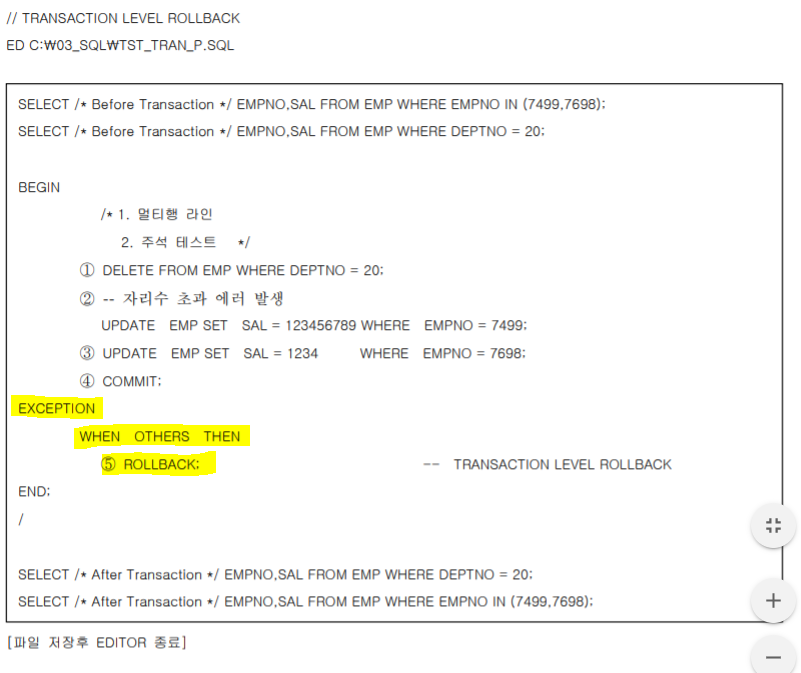 // TRANSACTION LEVEL ROLLBACK
ED C:₩03_SQL₩TST_TRAN_P.SQL
SELECT /* Before Transaction */ EMPNO,SAL FROM EMP WHERE EMPNO IN (7499,7698);
SELECT /* Before Transaction */ EMPNO,SAL FROM EMP WHERE DEPTNO = 20;
BEGIN
/* 1. 멀티행 라인
2. 주석 테스트 */
① DELETE FROM EMP WHERE DEPTNO = 20;
② -- 자리수 초과 에러 발생
UPDATE EMP SET SAL = 123456789 WHERE EMPNO = 7499;
③ UPDATE EMP SET SAL = 1234 WHERE EMPNO = 7698;
④ COMMIT;
EXCEPTION
WHEN OTHERS THEN
⑤ ROLLBACK; -- TRANSACTION LEVEL ROLLBACK
END;
/
SELECT /* After Transaction */ EMPNO,SAL FROM EMP WHERE DEPTNO = 20;
SELECT /* After Transaction */ EMPNO,SAL FROM EMP WHERE EMPNO IN (7499,7698);
[파일 저장후 EDITOR 종료]